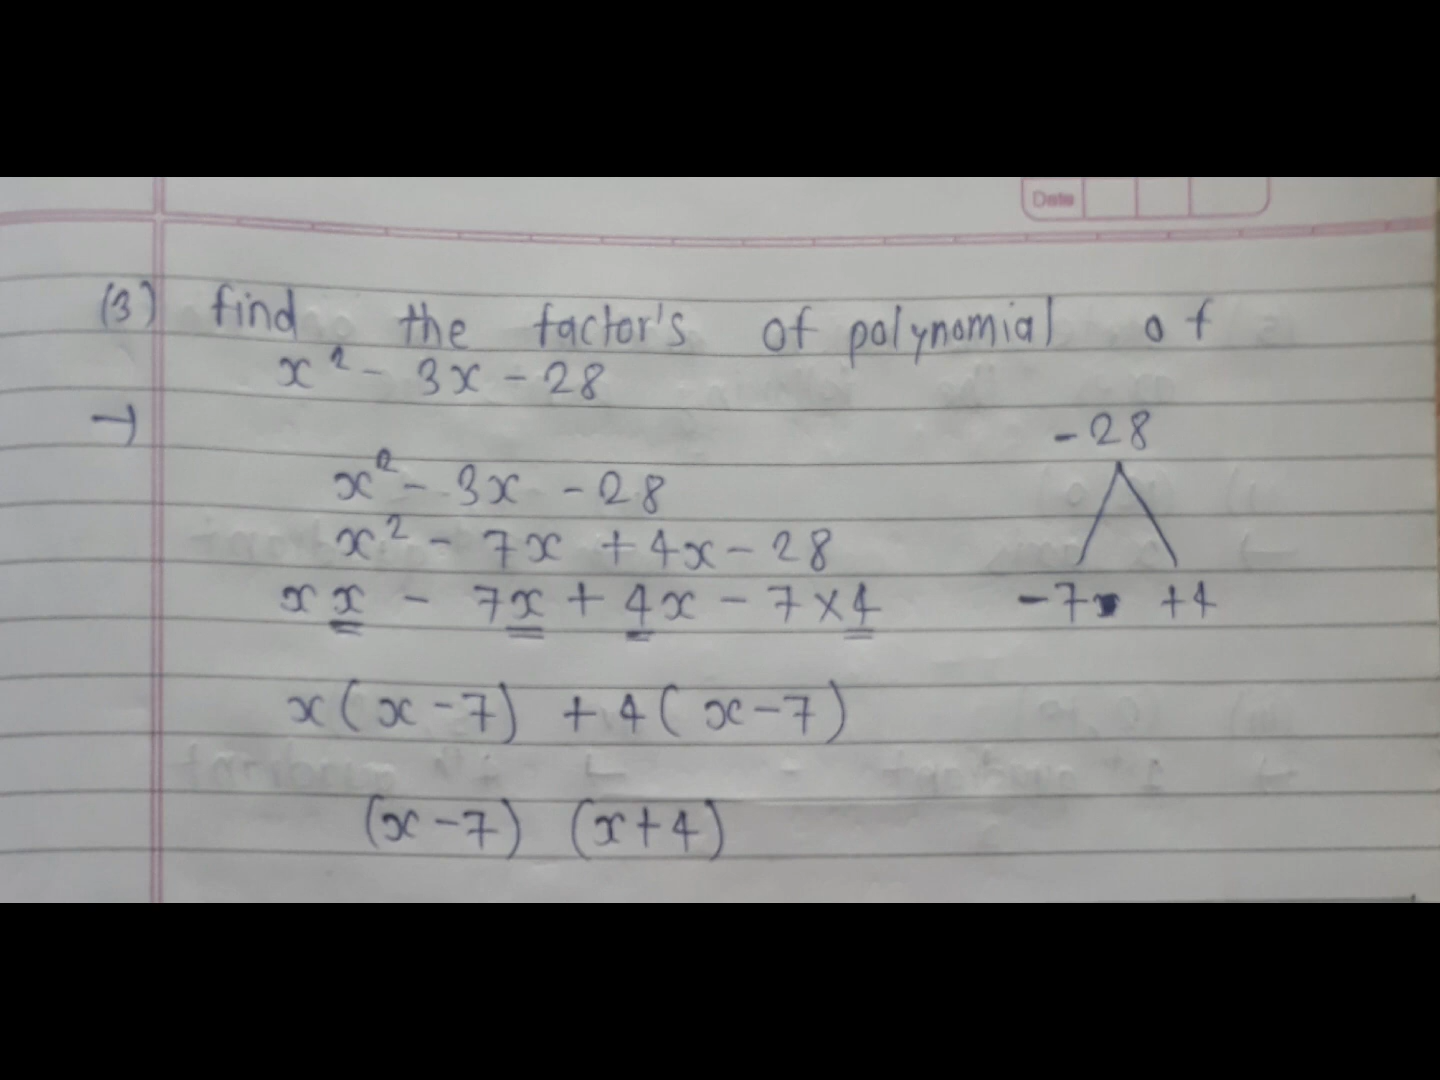 Date
(3) find the factor's of polynomial of
x² - 3x - 28
→
-28
x² - 3x - 28
x² - 7x + 4x - 28
x x - 7x + 4x - 7 × 4
-7 +4
x (x - 7) + 4 (x - 7)
(x - 7) (x + 4)